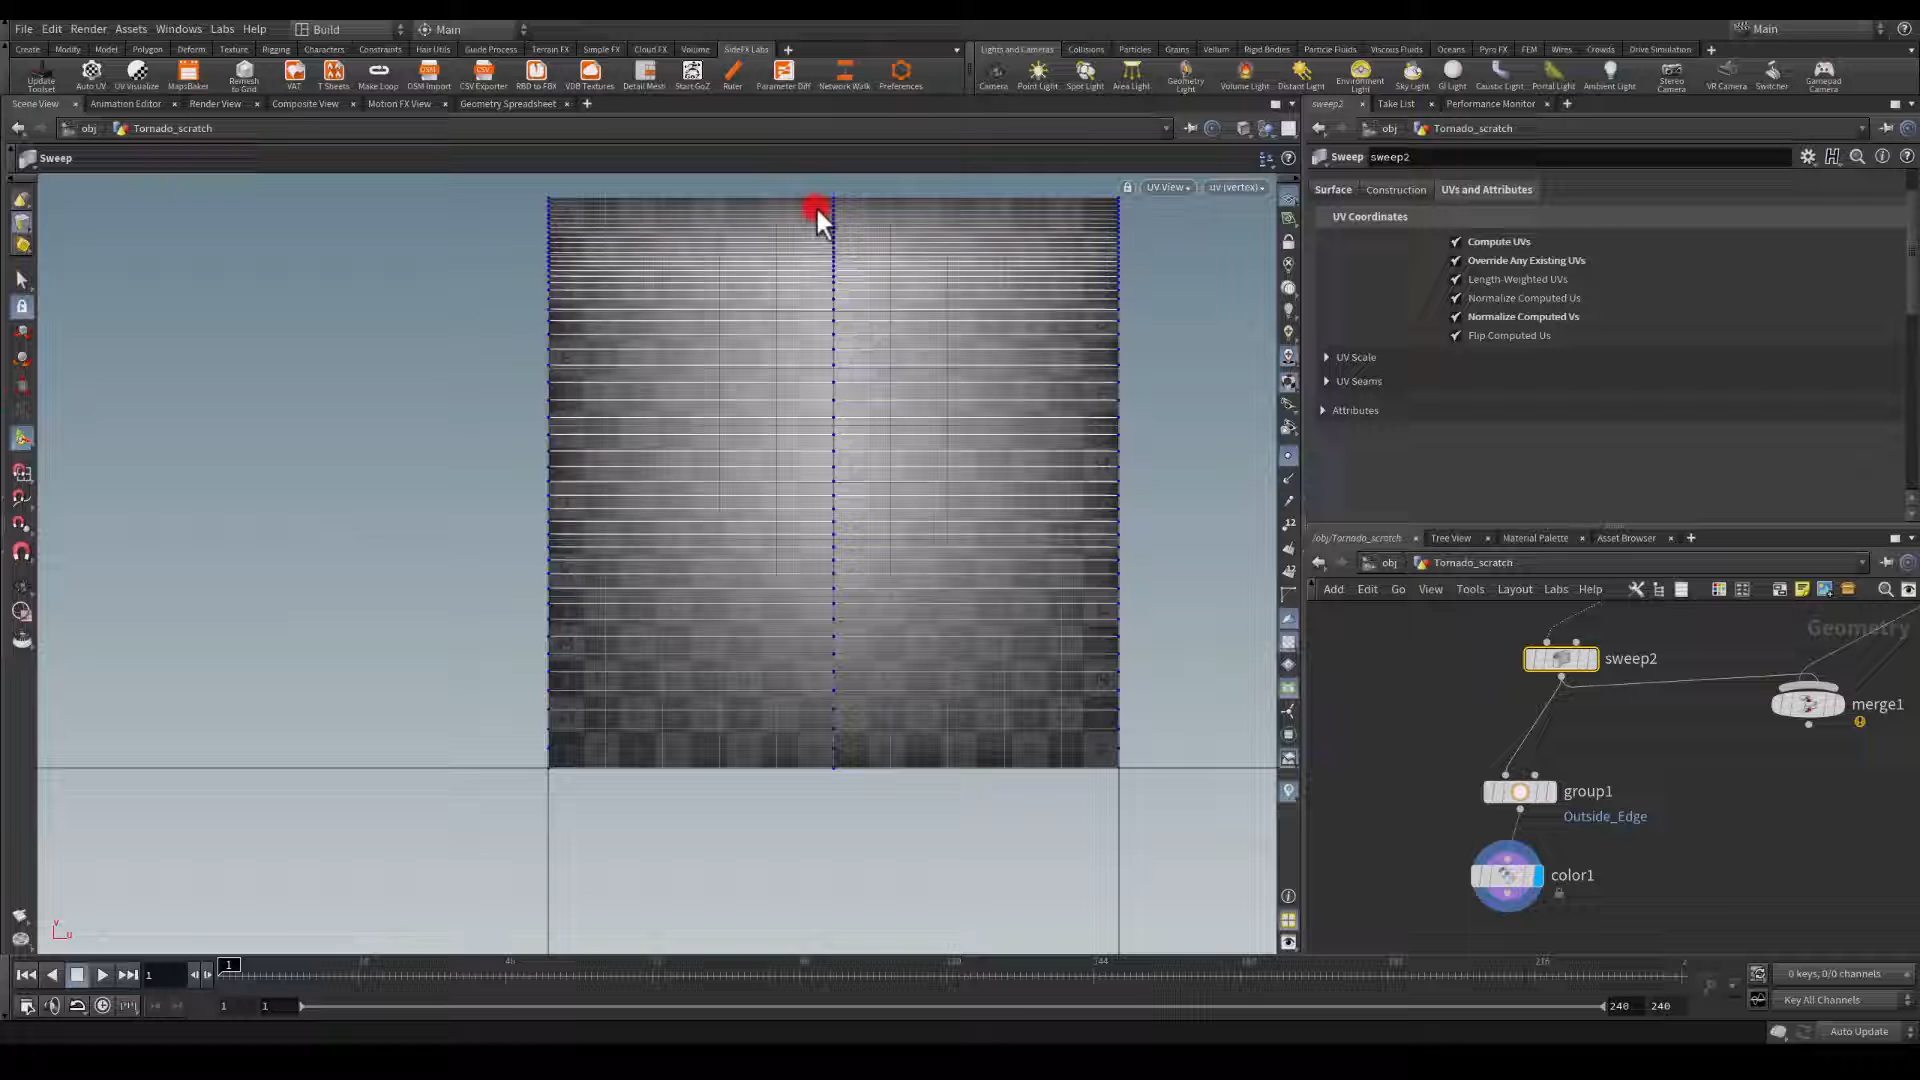 File Edit Render Assets Windows Labs Help Build Main Main
Create Modify Model Polygon Deform Texture Rigging Characters Constraints Hair Utils Guide Process Terrain FX Simple FX Cloud FX Volume SideFX Labs
Lights and Cameras Collisions Particles Grains Vellum Rigid Bodies Particle Fluids Viscous Fluids Oceans Pyro FX FEM Wires Crowds Drive Simulation
Update Toolset Auto UV UV Visualize MapsBaker Remesh to Grid VAT T Sheets Make Loop OSM Import CSV Exporter RBD to FBX VDB Textures Detail Mesh Start GoZ Ruler Parameter Diff Network Walk Preferences
Camera Point Light Spot Light Area Light Geometry Light Volume Light Distant Light Environment Light Sky Light GI Light Caustic Light Portal Light Ambient Light Stereo Camera VR Camera Switcher Gamepad Camera
Scene View Animation Editor Render View Composite View Motion FX View Geometry Spreadsheet
sweep2 Take List Performance Monitor
obj Tornado_scratch
obj Tornado_scratch
Sweep
Sweep sweep2
UV View uv (vertex)
Surface Construction UVs and Attributes
UV Coordinates
Compute UVs
Override Any Existing UVs
Length-Weighted UVs
Normalize Computed Us
Normalize Computed Vs
Flip Computed Us
UV Scale
UV Seams
Attributes
/obj/Tornado_scratch Tree View Material Palette Asset Browser
obj Tornado_scratch
Add Edit Go View Tools Layout Labs Help
Geometry
sweep2
merge1
group1
Outside_Edge
color1
v
u
1 1
0 keys, 0/0 channels
1 1 240 240
Key All Channels
Auto Update